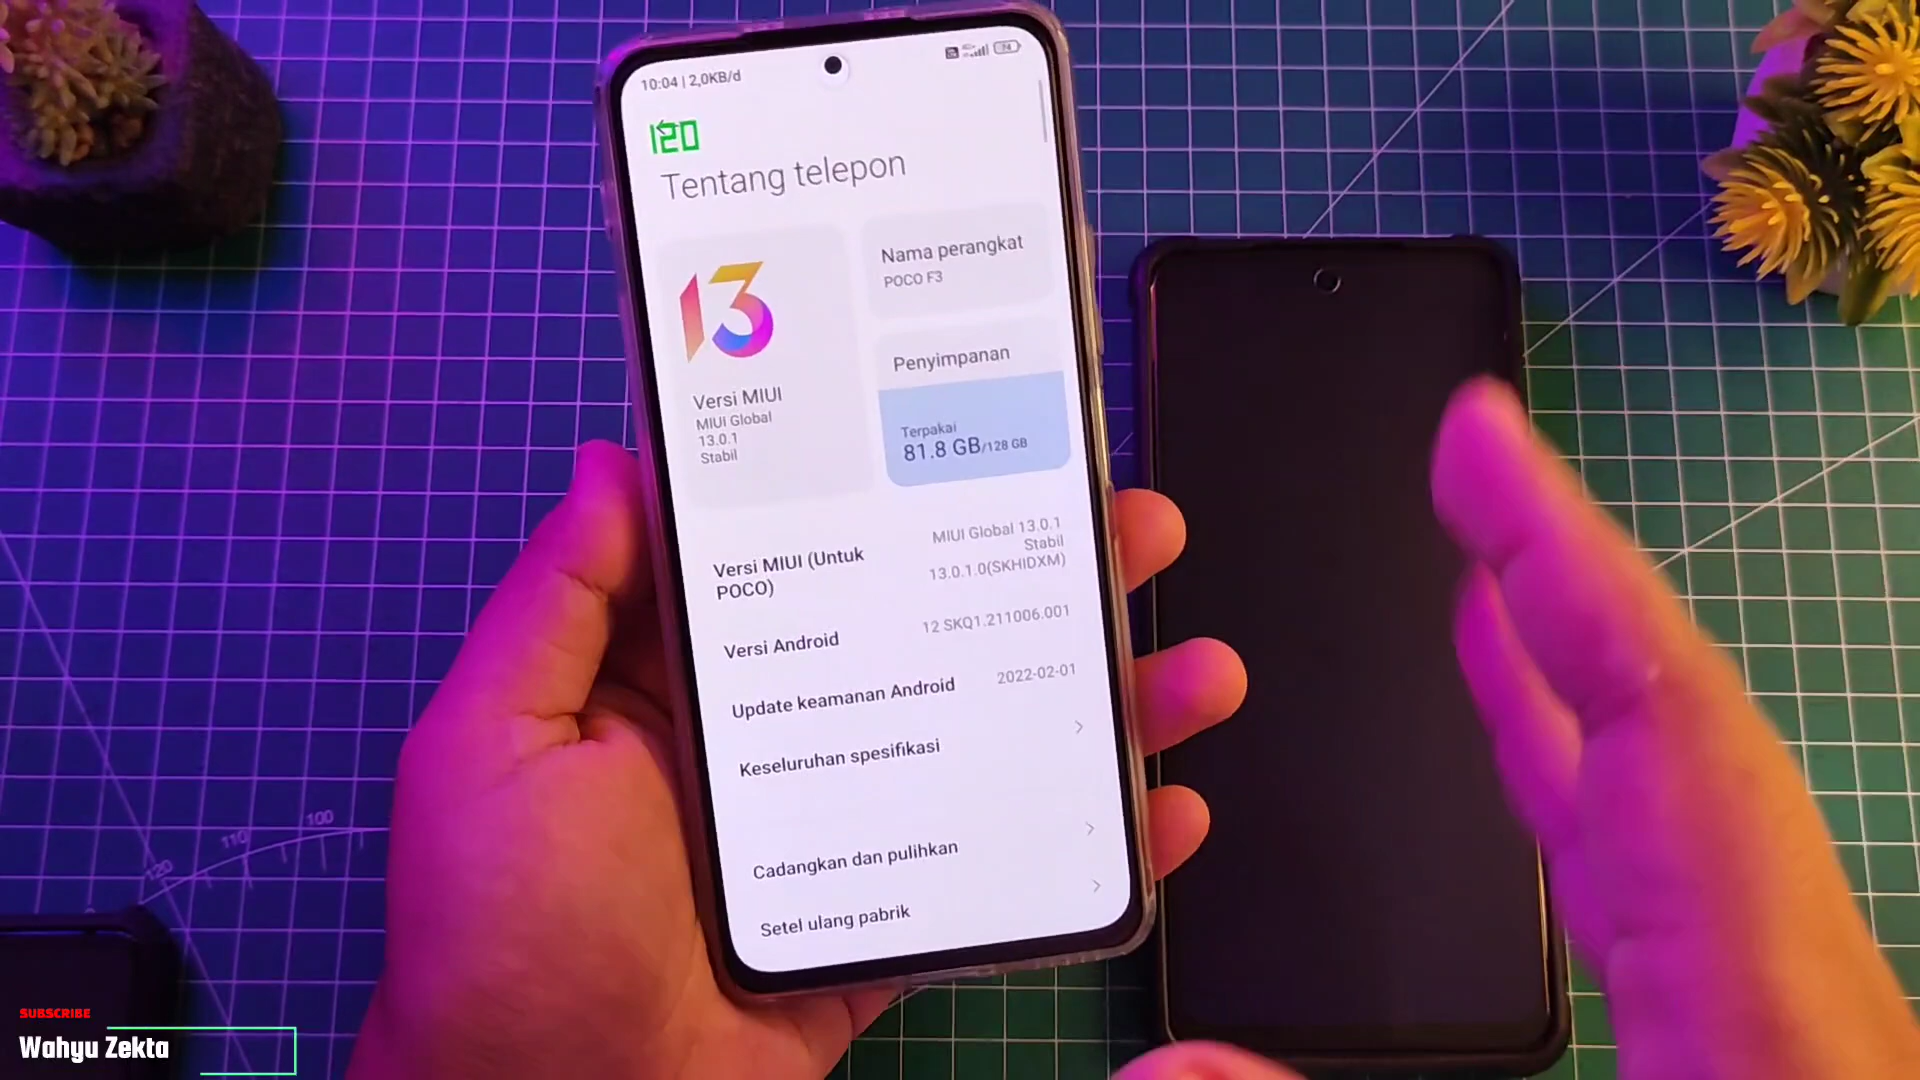 10:04 | 2,0KB/d
74
120
Tentang telepon
13
Versi MIUI
MIUI Global
13.0.1
Stabil
Nama perangkat
POCO F3
Penyimpanan
Terpakai
81.8 GB/128 GB
Versi MIUI (Untuk
POCO)
MIUI Global 13.0.1
Stabil
13.0.1.0(SKHIDXM)
Versi Android
12 SKQ1.211006.001
Update keamanan Android
2022-02-01
Keseluruhan spesifikasi
Cadangkan dan pulihkan
Setel ulang pabrik
120
110
100
SUBSCRIBE
Wahyu Zekta